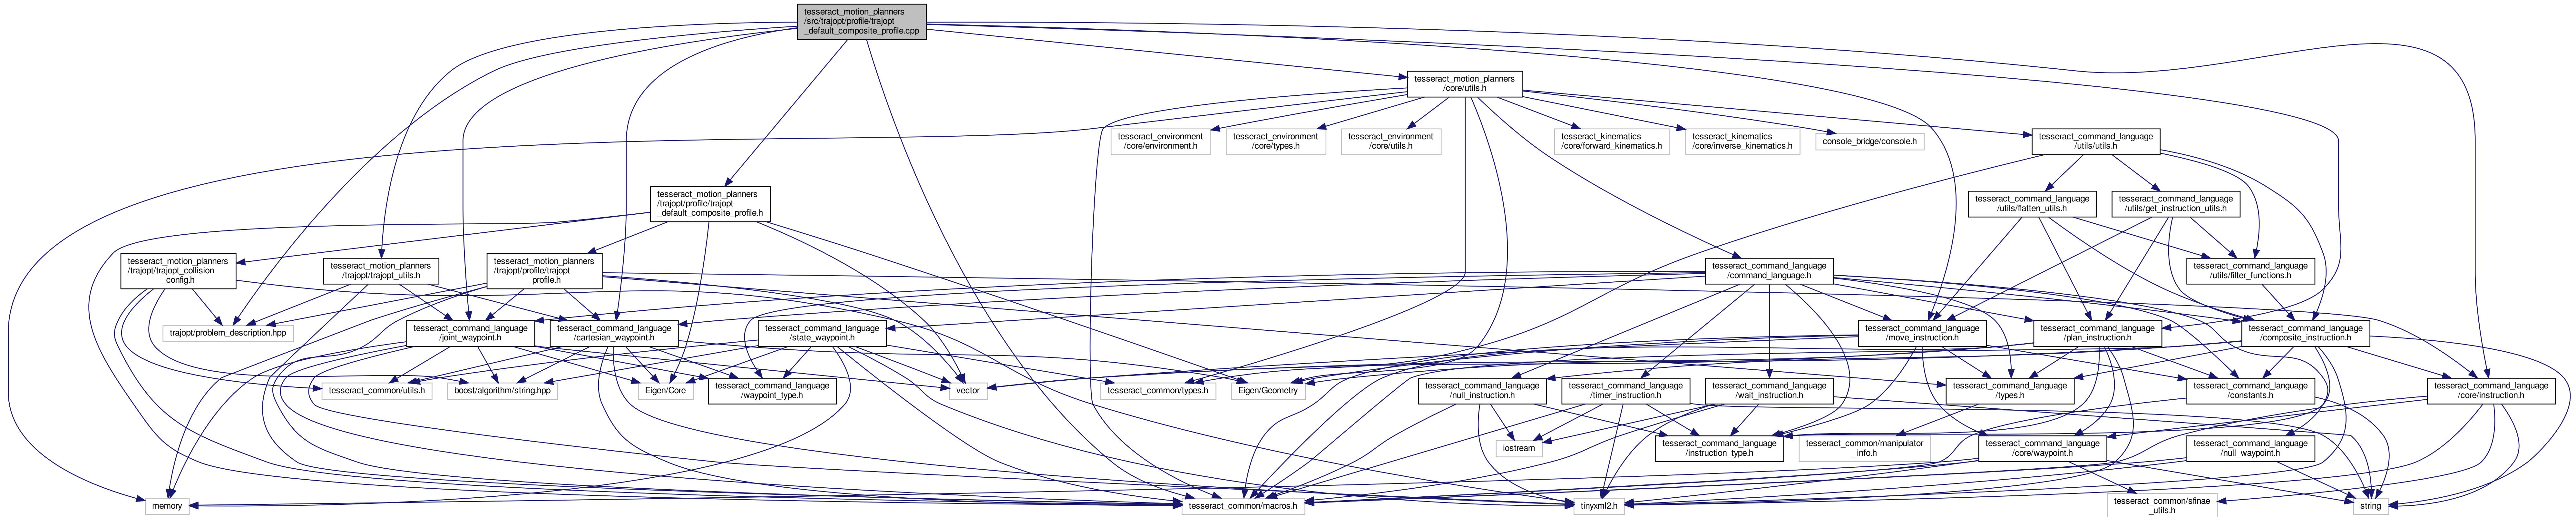 tesseract_motion_planners
/src/trajopt/profile/trajopt
_default_composite_profile.cpp
tesseract_motion_planners
/core/utils.h
tesseract_environment
/core/environment.h
tesseract_environment
/core/types.h
tesseract_environment
/core/utils.h
tesseract_kinematics
/core/forward_kinematics.h
tesseract_kinematics
/core/inverse_kinematics.h
console_bridge/console.h
tesseract_command_language
/utils/utils.h
tesseract_motion_planners
/trajopt/profile/trajopt
_default_composite_profile.h
tesseract_command_language
/utils/flatten_utils.h
tesseract_command_language
/utils/get_instruction_utils.h
tesseract_motion_planners
/trajopt/trajopt_collision
_config.h
tesseract_motion_planners
/trajopt/trajopt_utils.h
tesseract_motion_planners
/trajopt/profile/trajopt
_profile.h
tesseract_command_language
/command_language.h
tesseract_command_language
/utils/filter_functions.h
trajopt/problem_description.hpp
tesseract_command_language
/joint_waypoint.h
tesseract_command_language
/cartesian_waypoint.h
tesseract_command_language
/state_waypoint.h
tesseract_command_language
/move_instruction.h
tesseract_command_language
/plan_instruction.h
tesseract_command_language
/composite_instruction.h
tesseract_common/utils.h
boost/algorithm/string.hpp
Eigen/Core
tesseract_command_language
/waypoint_type.h
vector
tesseract_common/types.h
Eigen/Geometry
tesseract_command_language
/null_instruction.h
tesseract_command_language
/timer_instruction.h
tesseract_command_language
/wait_instruction.h
tesseract_command_language
/types.h
tesseract_command_language
/constants.h
tesseract_command_language
/core/instruction.h
iostream
tesseract_command_language
/instruction_type.h
tesseract_common/manipulator
_info.h
tesseract_command_language
/core/waypoint.h
tesseract_command_language
/null_waypoint.h
memory
tesseract_common/macros.h
tinyxml2.h
tesseract_common/sfinae
_utils.h
string